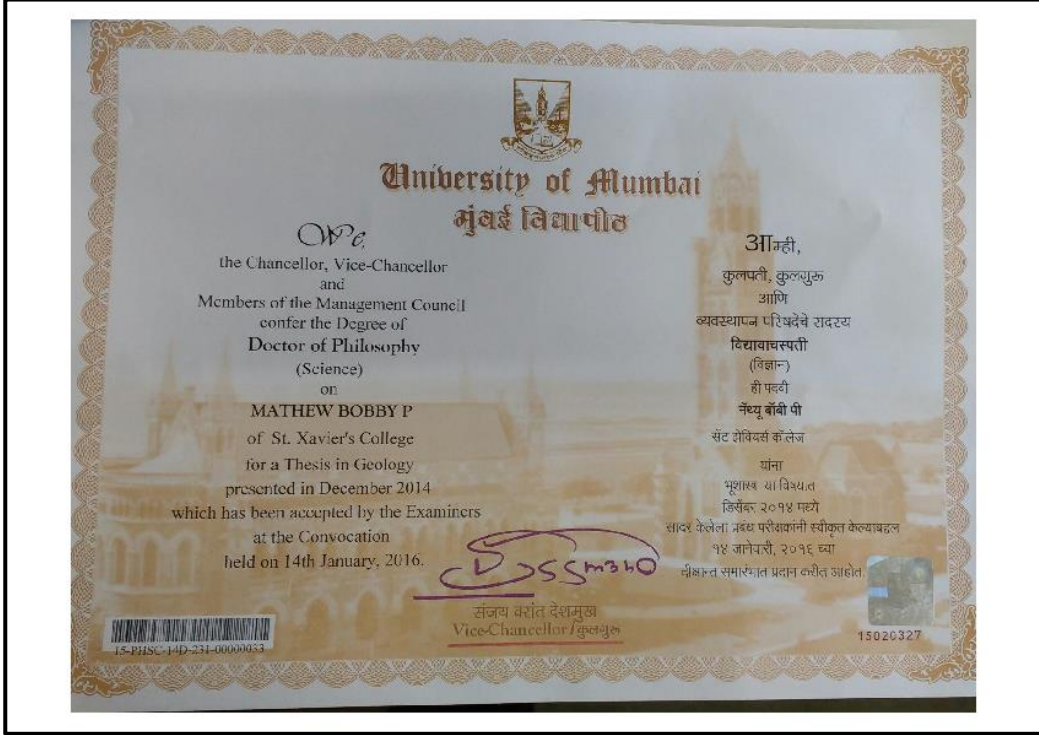 University of Mumbai
मुंबई विद्यापीठ
We,
the Chancellor, Vice-Chancellor
and
Members of the Management Council
confer the Degree of
Doctor of Philosophy
(Science)
on
MATHEW BOBBY P
of St. Xavier's College
for a Thesis in Geology
presented in December 2014
which has been accepted by the Examiners
at the Convocation
held on 14th January, 2016.
आम्ही,
कुलपती, कुलगुरू
आणि
व्यवस्थापन परिषदेचे सदस्य
विद्यावाचस्पती
(विज्ञान)
ही पदवी
मॅथ्यू बॉबी पी
सेंट झेवियर्स कॉलेज
यांना
भूशास्त्र या विषयात
डिसेंबर २०१४ मध्ये
सादर केलेला प्रबंध परीक्षकांनी स्वीकृत केल्याबद्दल
१४ जानेवारी, २०१६ च्या
दीक्षान्त समारंभात प्रदान करीत आहोत.
संजय वसंत देशमुख
Vice-Chancellor/कुलगुरू
15-PHSC-14D-231-00000033
15020327